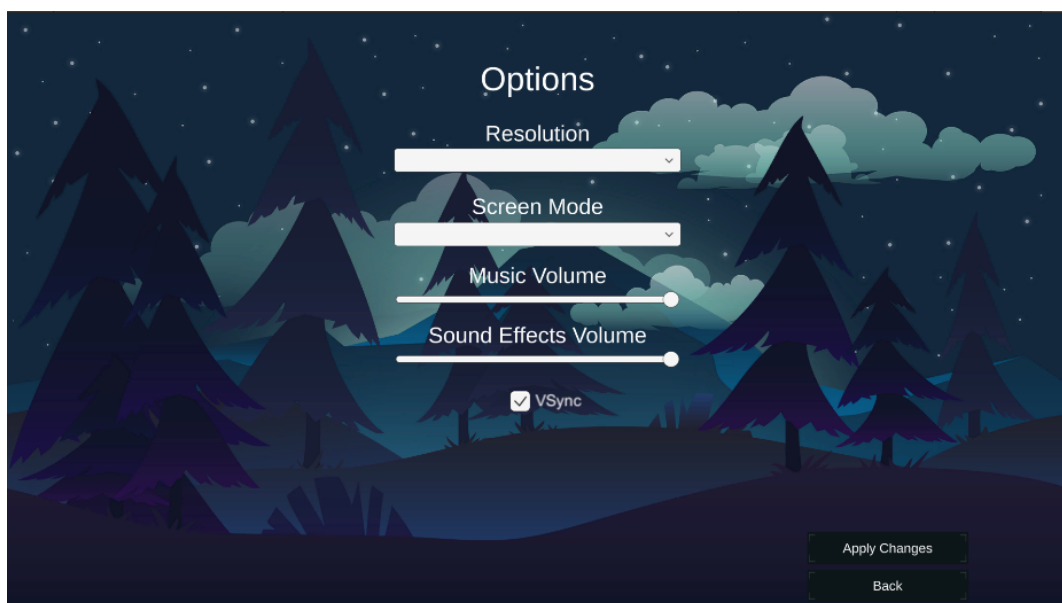 Options
Resolution
Screen Mode
Music Volume
Sound Effects Volume
VSync
Apply Changes
Back